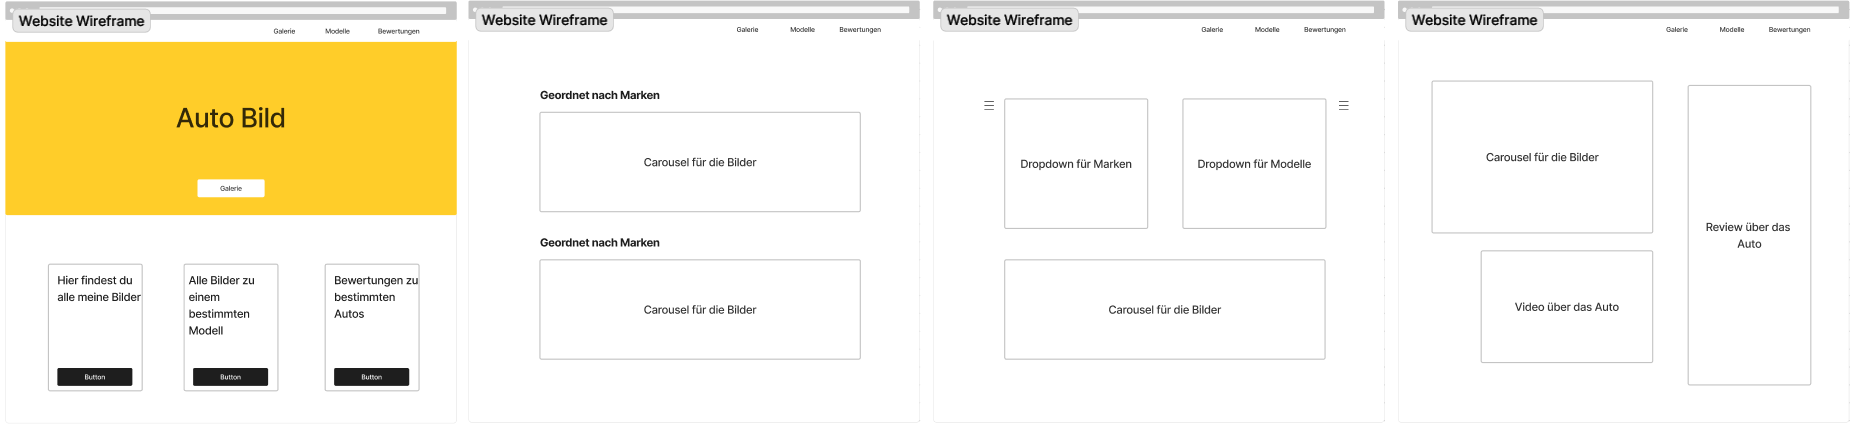 Website Wireframe
Galerie Modelle Bewertungen
Auto Bild
Galerie
Hier findest du
alle meine Bilder
Button
Alle Bilder zu
einem
bestimmten
Modell
Button
Bewertungen zu
bestimmten
Autos
Button
Website Wireframe
Galerie Modelle Bewertungen
Geordnet nach Marken
Carousel für die Bilder
Geordnet nach Marken
Carousel für die Bilder
Website Wireframe
Galerie Modelle Bewertungen
Dropdown für Marken
Dropdown für Modelle
Carousel für die Bilder
Website Wireframe
Galerie Modelle Bewertungen
Carousel für die Bilder
Review über das
Auto
Video über das Auto